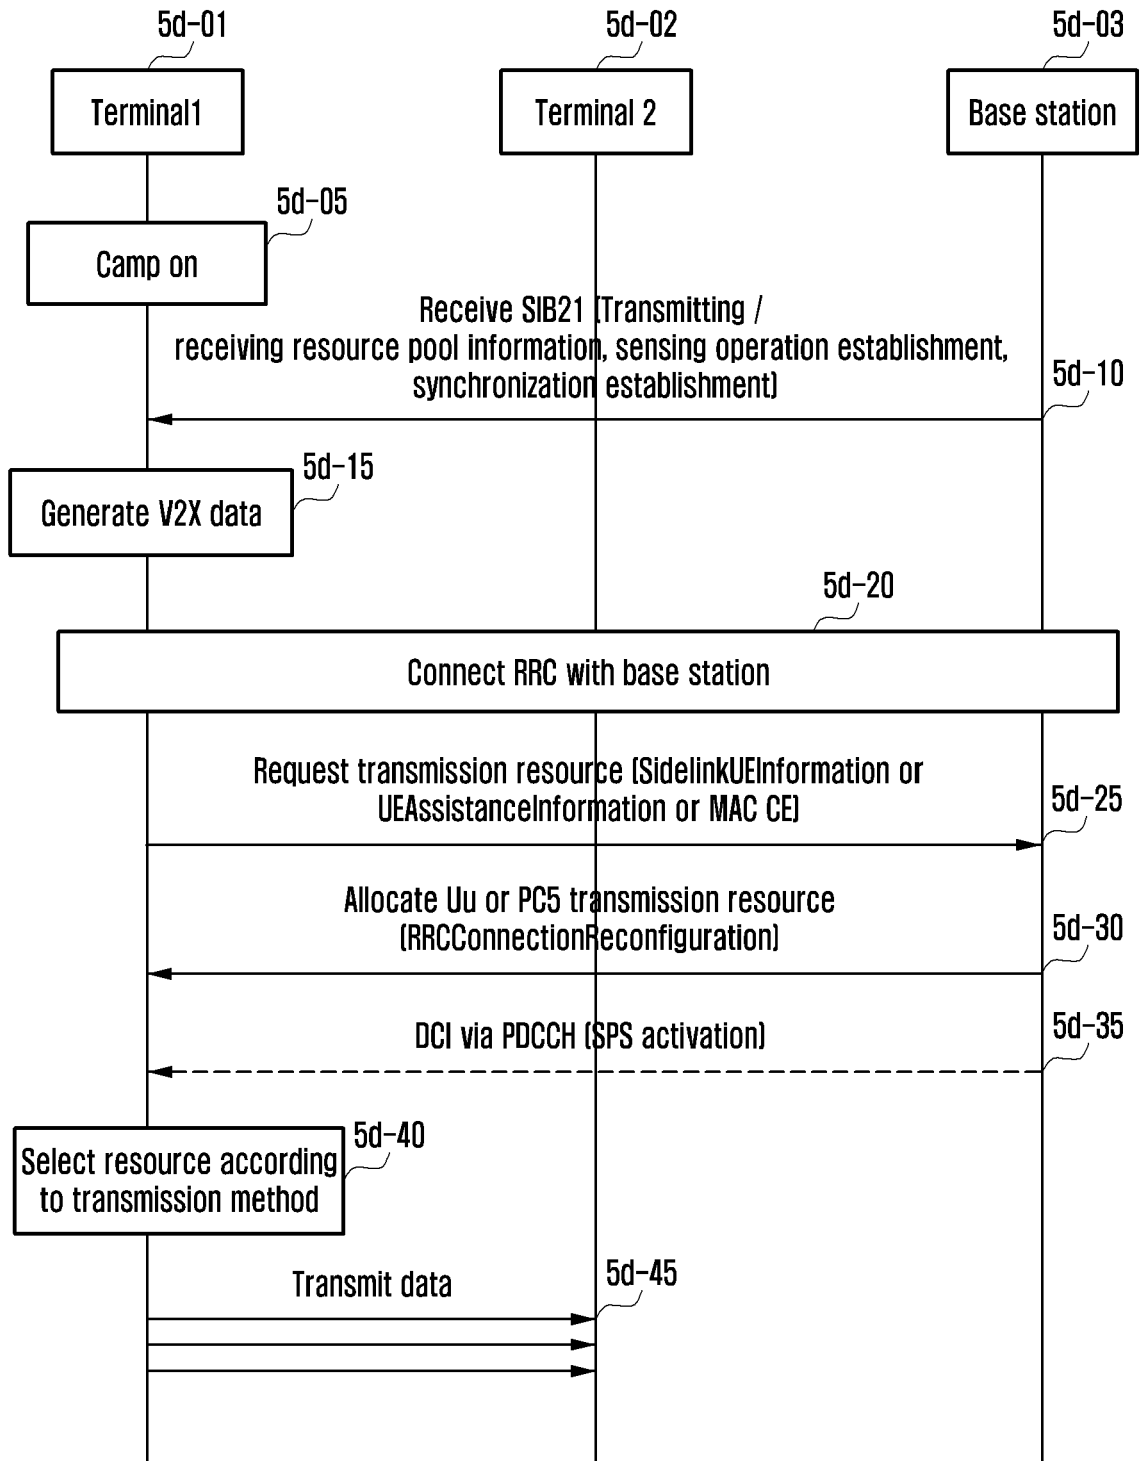 5d-01
5d-02
5d-03
Terminal1
Terminal 2
Base station
5d-05
Camp on
Receive SIB21 (Transmitting /
receiving resource pool information, sensing operation establishment,
synchronization establishment)
5d-10
5d-15
Generate V2X data
5d-20
Connect RRC with base station
Request transmission resource (SidelinkUEInformation or
UEAssistanceInformation or MAC CE)
5d-25
Allocate Uu or PC5 transmission resource
(RRCConnectionReconfiguration)
5d-30
DCI via PDCCH (SPS activation)
5d-35
5d-40
Select resource according
to transmission method
Transmit data
5d-45